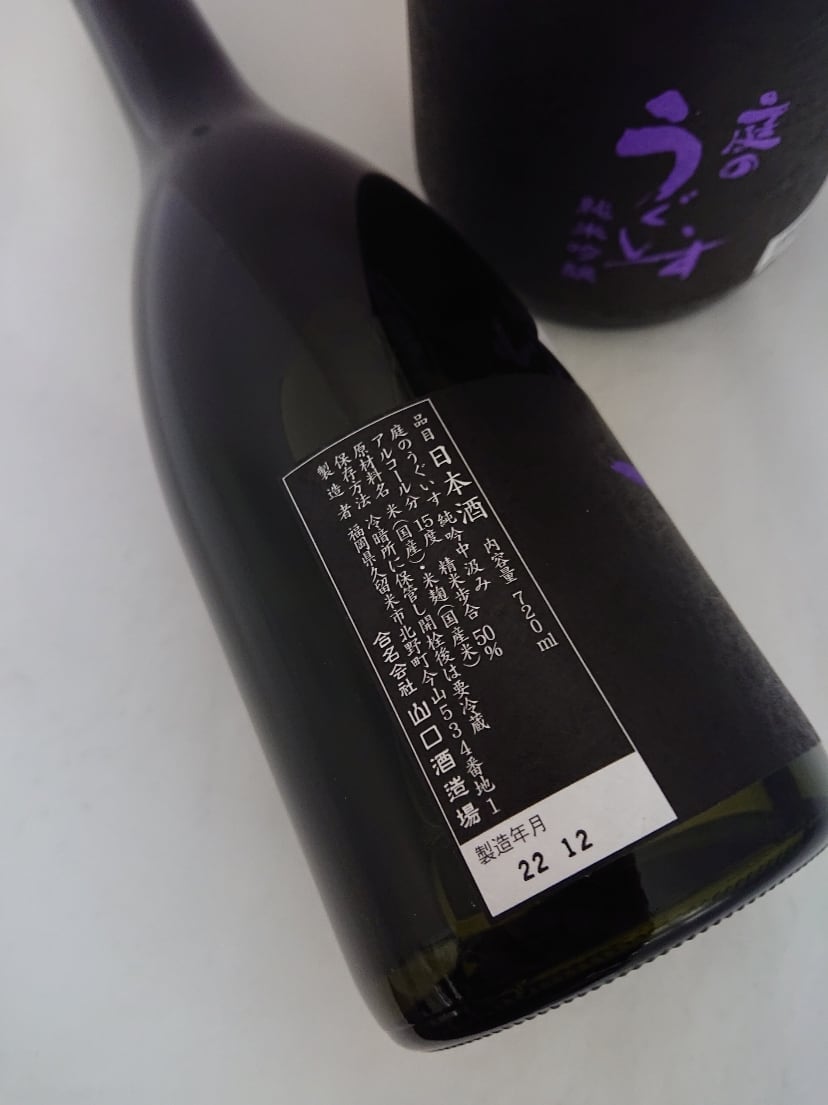 品目 日本酒 内容量 720ml
庭のうぐいす 純吟中汲み
アルコール分 15度 精米歩合 50%
原材料名 米(国産)・米麹(国産米)
保存方法 冷暗所に保管し開栓後は要冷蔵
製造者 福岡県久留米市北野町今山534番地1
合名会社 山口酒造場
製造年月
22 12
庭の
うぐいす